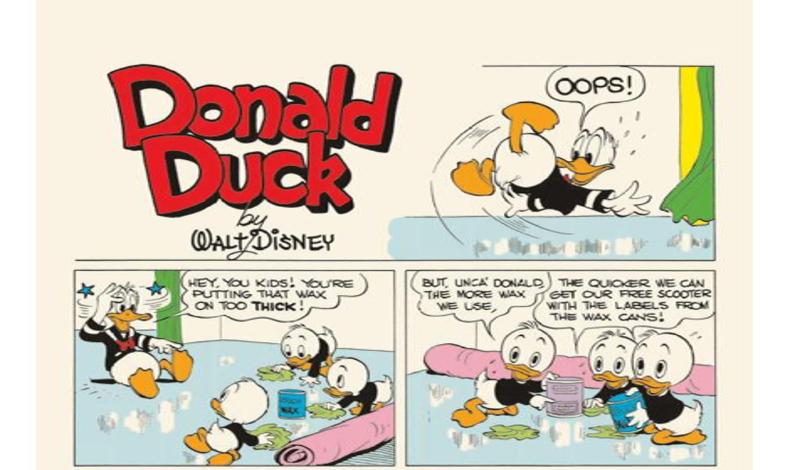 Donald
Duck
by
WALT DISNEY
OOPS!
HEY, YOU KIDS! YOU'RE
PUTTING THAT WAX
ON TOO THICK!
WAX
BUT, UNCA' DONALD,
THE MORE WAX
WE USE,
THE QUICKER WE CAN
GET OUR FREE SCOOTER
WITH THE LABELS FROM
THE WAX CANS!